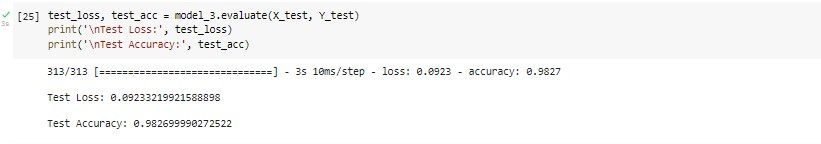 [25] test_loss, test_acc = model_3.evaluate(X_test, Y_test)
print('\nTest Loss:', test_loss)
print('\nTest Accuracy:', test_acc)
3s
313/313 [==============================] - 3s 10ms/step - loss: 0.0923 - accuracy: 0.9827
Test Loss: 0.09233219921588898
Test Accuracy: 0.982699990272522